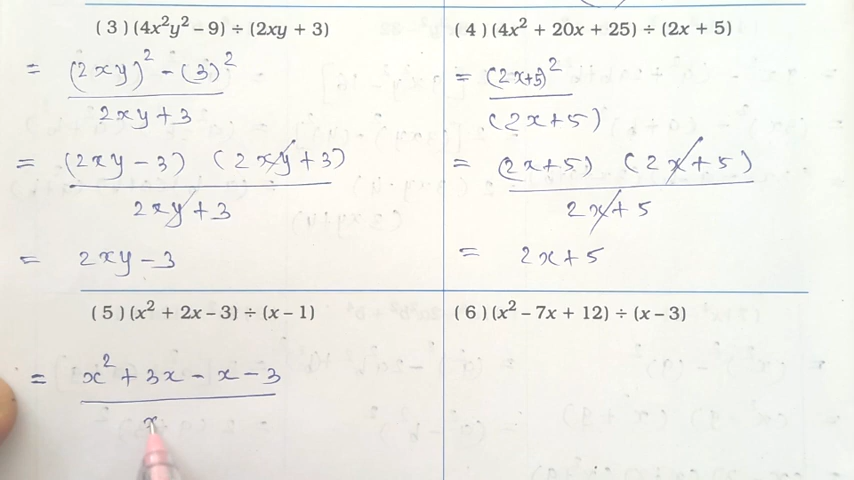 (3) (4x²y² – 9) ÷ (2xy + 3)
= (2xy)² – (3)²
2xy + 3
= (2xy – 3) (2xy + 3)
2xy + 3
= 2xy – 3
(4) (4x² + 20x + 25) ÷ (2x + 5)
= (2x+5)²
(2x+5)
= (2x+5) (2x+5)
2x+5
= 2x+5
(5) (x² + 2x – 3) ÷ (x – 1)
= x² + 3x – x – 3
x
(6) (x² – 7x + 12) ÷ (x – 3)